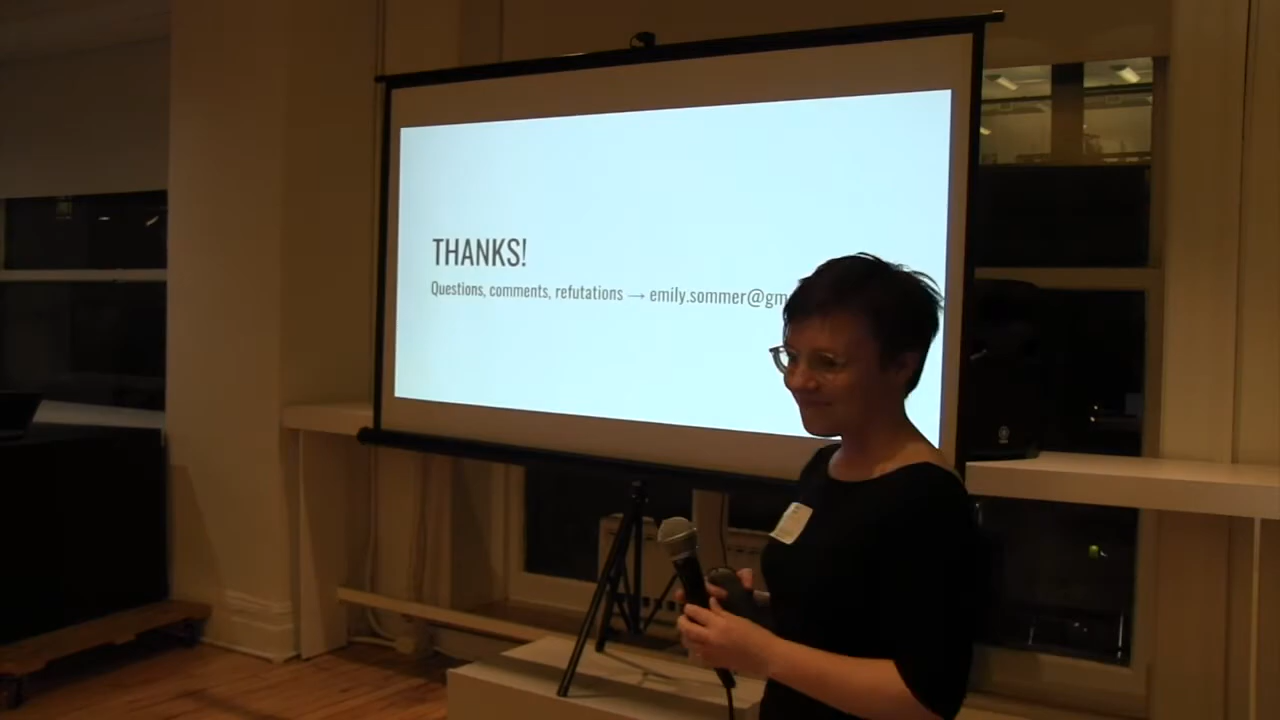 THANKS!
Questions, comments, refutations → emily.sommer@gm